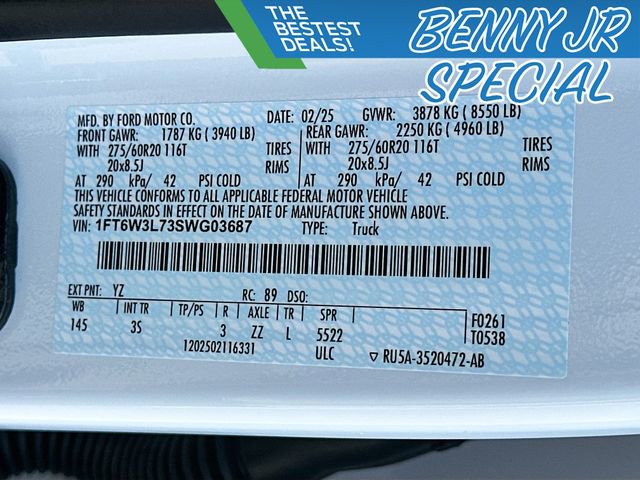 THE
BESTEST
DEALS!
BENNY JR
SPECIAL
MFD. BY FORD MOTOR CO. DATE: 02/25 GVWR: 3878 KG ( 8550 LB)
FRONT GAWR: 1787 KG ( 3940 LB) REAR GAWR: 2250 KG ( 4960 LB)
WITH 275/60R20 116T TIRES WITH 275/60R20 116T TIRES
20x8.5J RIMS 20x8.5J RIMS
AT 290 kPa/ 42 PSI COLD AT 290 kPa/ 42 PSI COLD
THIS VEHICLE CONFORMS TO ALL APPLICABLE FEDERAL MOTOR VEHICLE
SAFETY STANDARDS IN EFFECT ON THE DATE OF MANUFACTURE SHOWN ABOVE.
VIN: 1FT6W3L73SWG03687 TYPE: Truck
EXT PNT: YZ RC: 89 DSO:
WB INT TR TP/PS R AXLE TR SPR F0261
145 3S 3 ZZ L 5522 T0538
1202502116331 ULC ▽ RU5A-3520472-AB